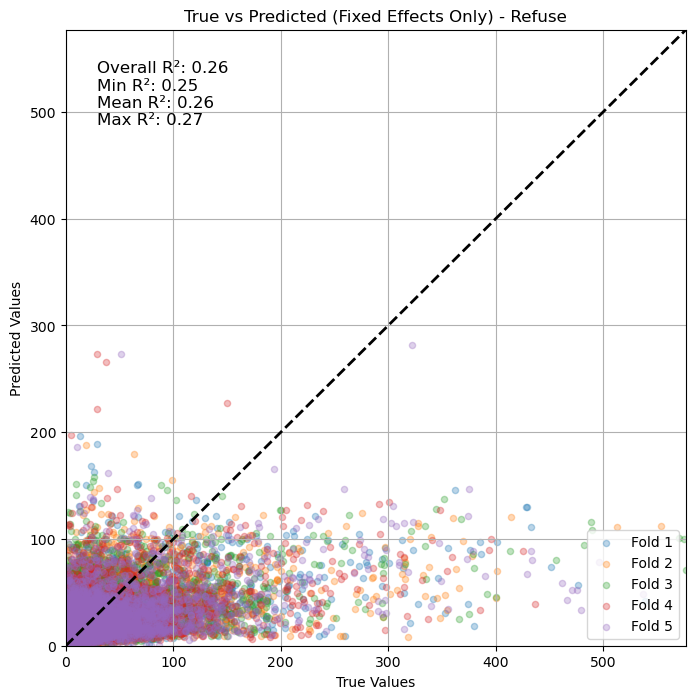 True vs Predicted (Fixed Effects Only) - Refuse
Overall R²: 0.26
Min R²: 0.25
Mean R²: 0.26
Max R²: 0.27
500
400
300
200
100
0
Predicted Values
0 100 200 300 400 500
True Values
Fold 1
Fold 2
Fold 3
Fold 4
Fold 5